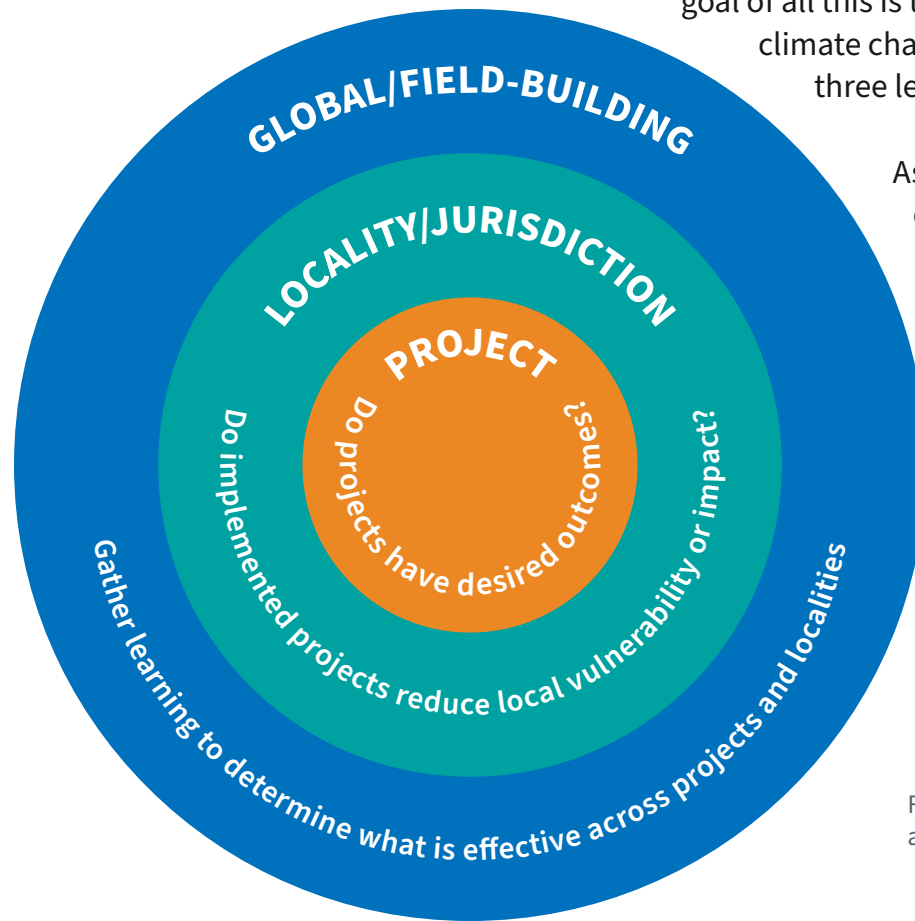 goal of all this is
climate cha
three le
As
GLOBAL/FIELD-BUILDING
LOCALITY/JURISDICTION
PROJECT
Do projects have desired outcomes?
Do implemented projects reduce local vulnerability or impact?
Gather learning to determine what is effective across projects and localities